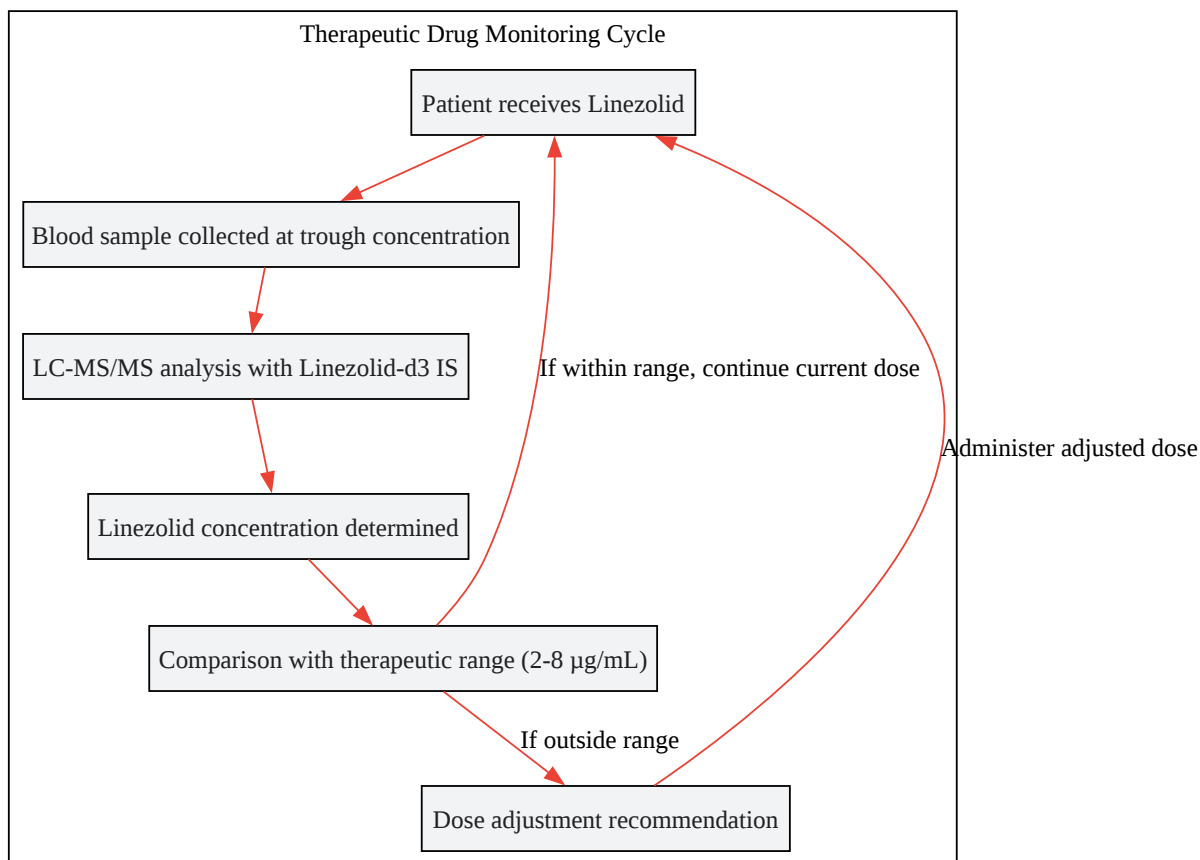 Therapeutic Drug Monitoring Cycle
Patient receives Linezolid
Blood sample collected at trough concentration
LC-MS/MS analysis with Linezolid-d3 IS
If within range, continue current dose
Administer adjusted dose
Linezolid concentration determined
Comparison with therapeutic range (2-8 µg/mL)
If outside range
Dose adjustment recommendation